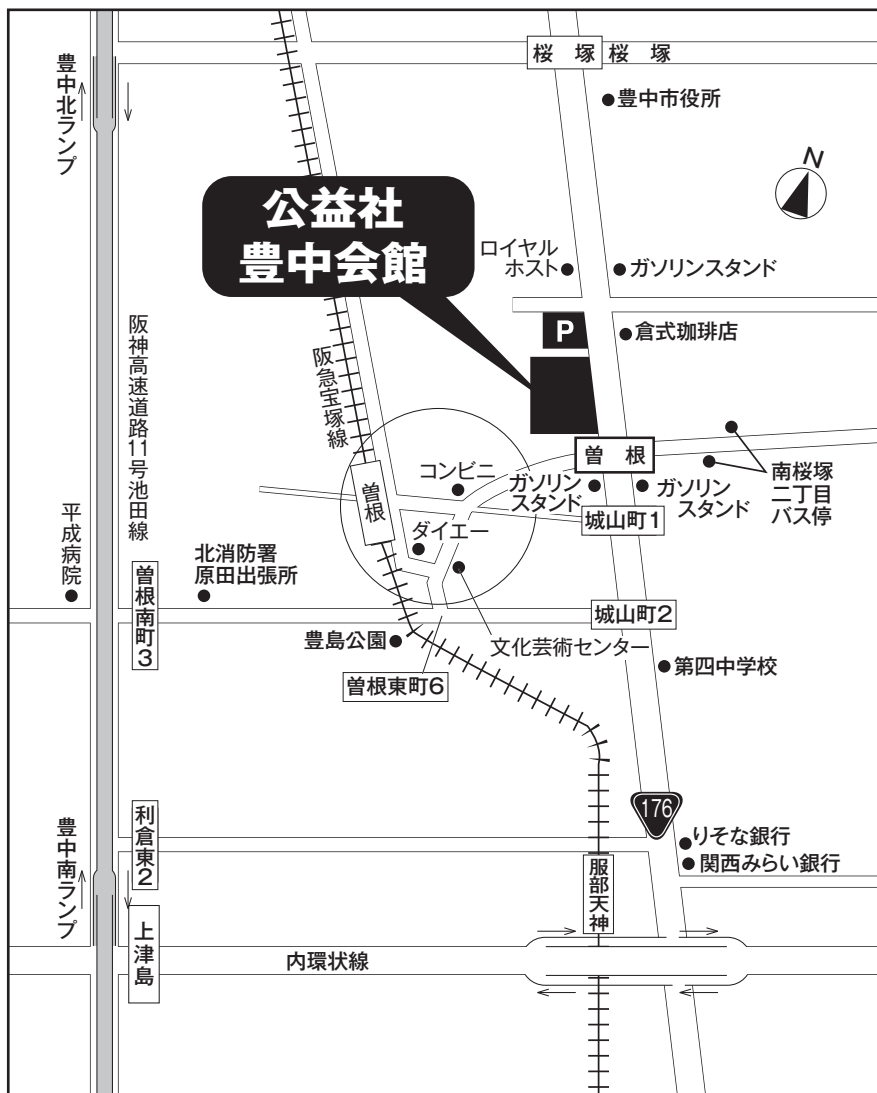 桜 塚
桜 塚
豊中市役所
豊中北ランプ
N
公益社
豊中会館
ロイヤル
ホスト
ガソリンスタンド
P
倉式珈琲店
阪神高速道路11号池田線
阪急宝塚線
曽 根
南桜塚
二丁目
バス停
コンビニ
ガソリン
スタンド
ガソリン
スタンド
曽根
城山町1
ダイエー
平成病院
北消防署
原田出張所
曽根南町3
城山町2
豊島公園
文化芸術センター
第四中学校
曽根東町6
176
利倉東2
りそな銀行
関西みらい銀行
豊中南ランプ
服部天神
上津島
内環状線